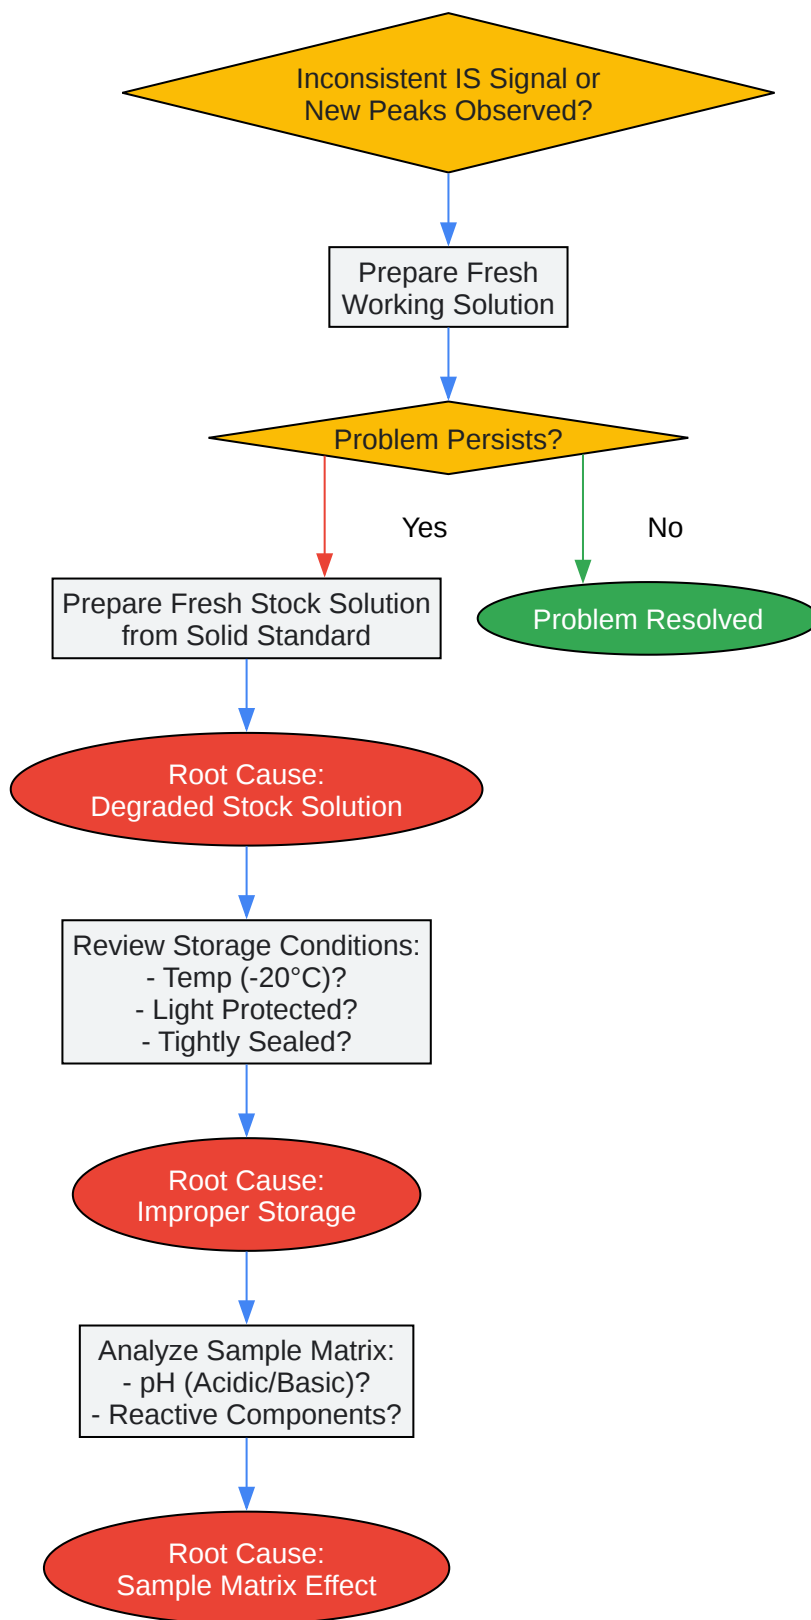 Inconsistent IS Signal or
New Peaks Observed?
Prepare Fresh
Working Solution
Problem Persists?
Yes
No
Prepare Fresh Stock Solution
from Solid Standard
Problem Resolved
Root Cause:
Degraded Stock Solution
Review Storage Conditions:
- Temp (-20°C)?
- Light Protected?
- Tightly Sealed?
Root Cause:
Improper Storage
Analyze Sample Matrix:
- pH (Acidic/Basic)?
- Reactive Components?
Root Cause:
Sample Matrix Effect